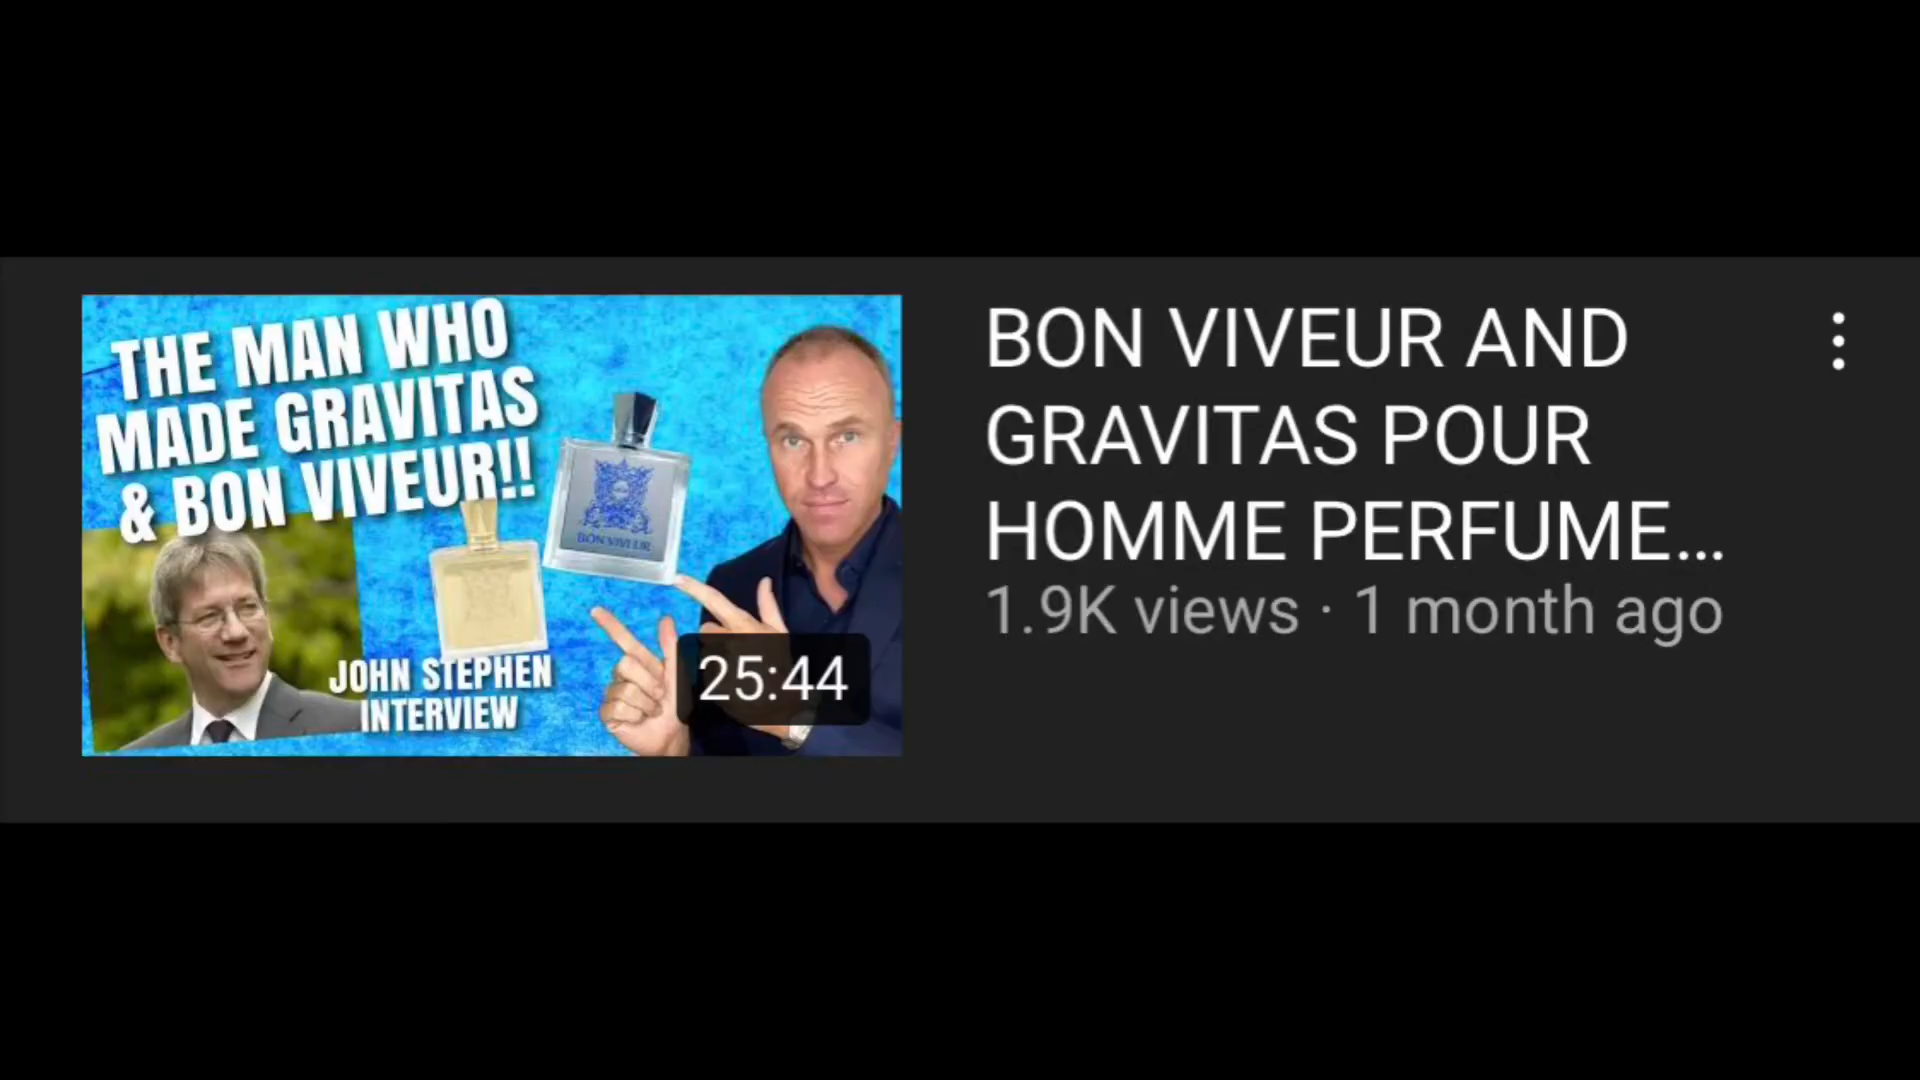 THE MAN WHO
MADE GRAVITAS
& BON VIVEUR!!
BON VIVEUR
JOHN STEPHEN
INTERVIEW
25:44
BON VIVEUR AND
GRAVITAS POUR
HOMME PERFUME...
1.9K views · 1 month ago